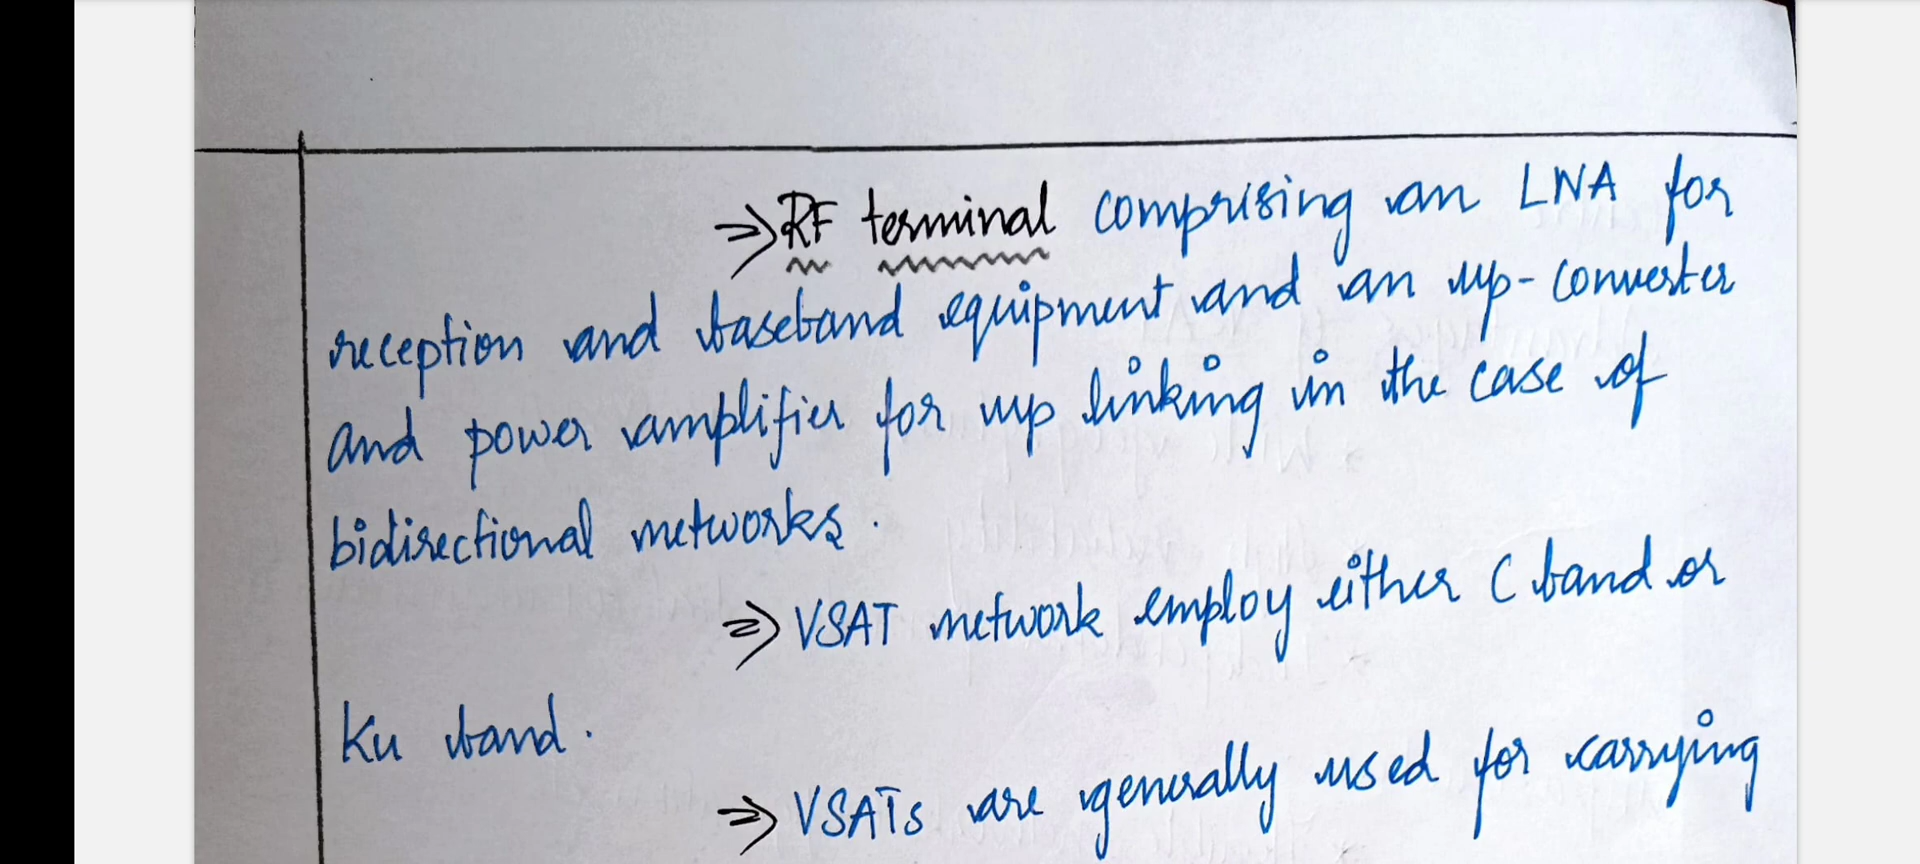 ⇒ RF terminal comprising an LNA for
reception and baseband equipment and an up-converter
and power amplifier for up linking in the case of
bidirectional networks.
⇒ VSAT network employ either C band or
Ku band.
⇒ VSATs are generally used for carrying